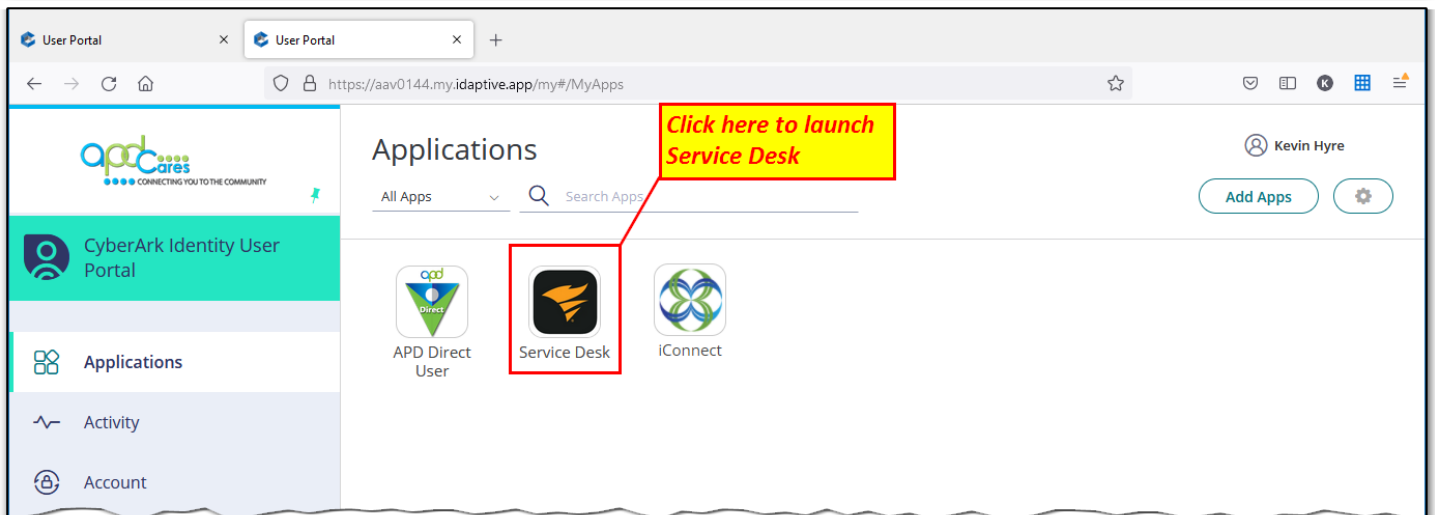 User Portal
User Portal
https://aav0144.my.idaptive.app/my#/MyApps
K
apdCares
CONNECTING YOU TO THE COMMUNITY
Applications
Click here to launch
Service Desk
Kevin Hyre
All Apps
Search Apps
Add Apps
CyberArk Identity User
Portal
apd
Direct
APD Direct
User
Service Desk
iConnect
Applications
Activity
Account